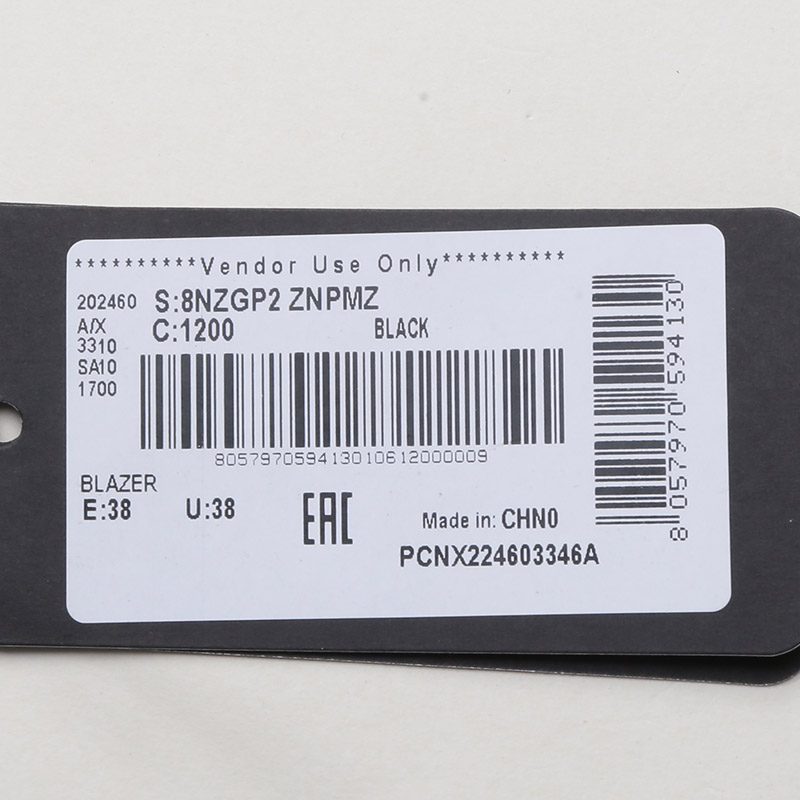 **********Vendor Use Only**********
202460 S:8NZGP2 ZNPMZ
A/X C:1200 BLACK
3310
SA10
1700
805797059413010612000009
BLAZER
E:38 U:38 EAC Made in: CHN0
PCNX224603346A
8 057970 594130